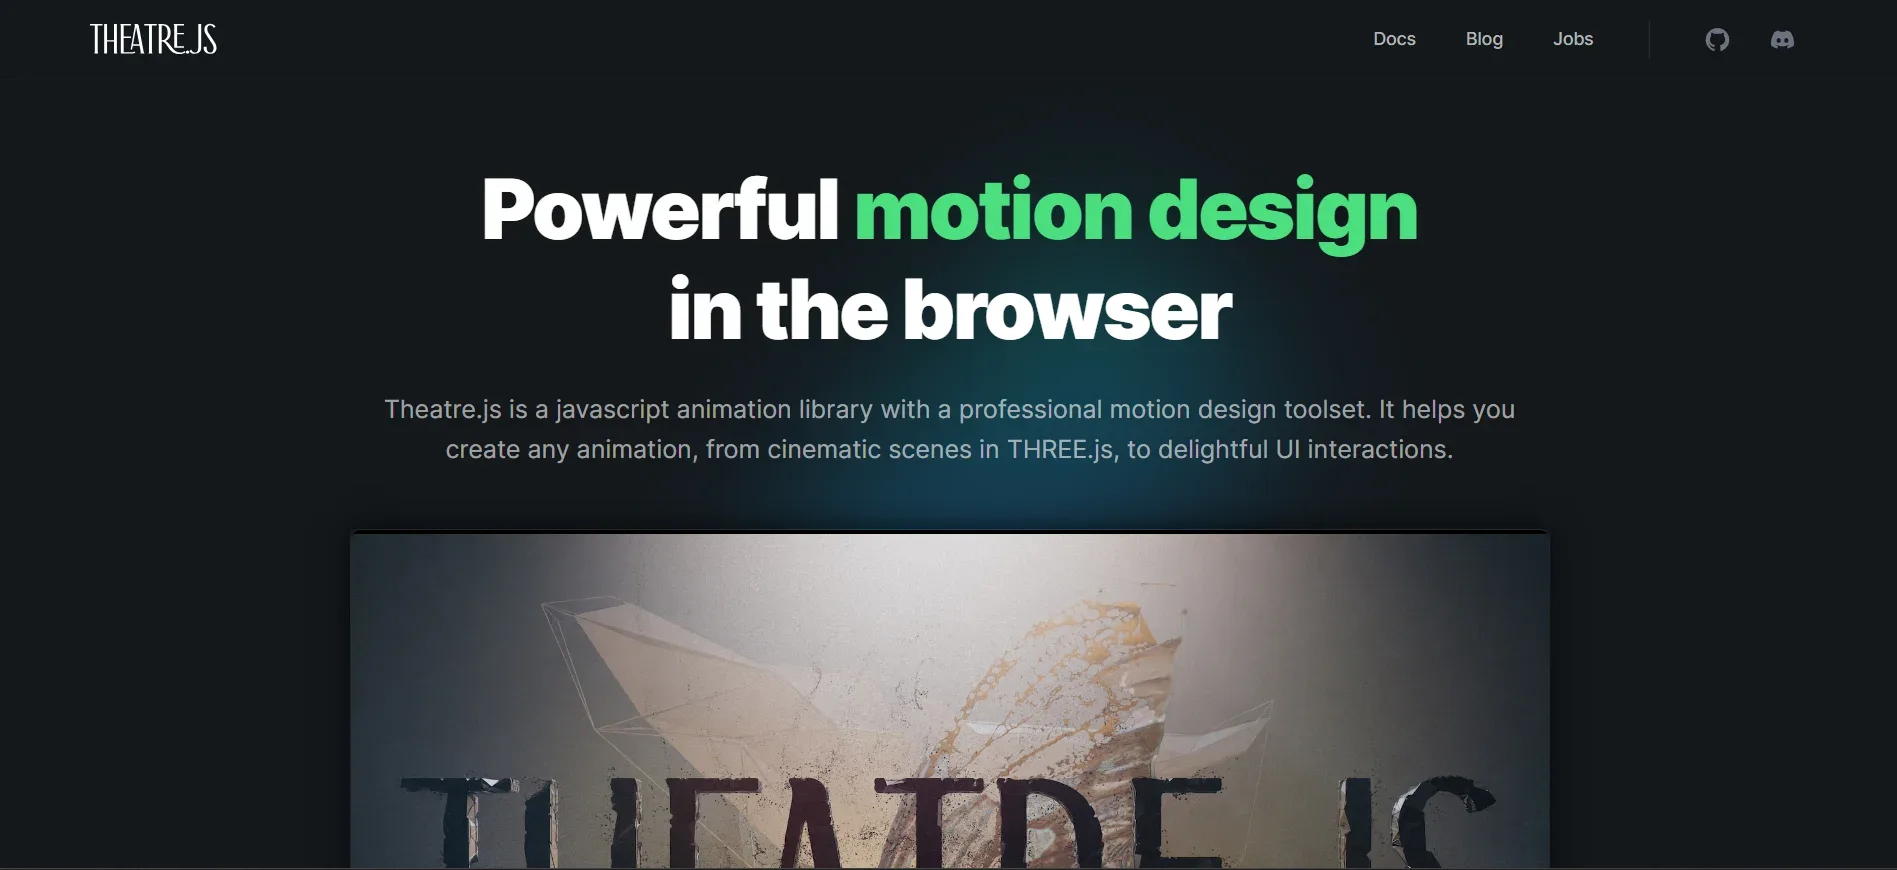 THEATRE.JS
Docs
Blog
Jobs
Powerful motion design
in the browser
Theatre.js is a javascript animation library with a professional motion design toolset. It helps you
create any animation, from cinematic scenes in THREE.js, to delightful UI interactions.
THEATRE.JS